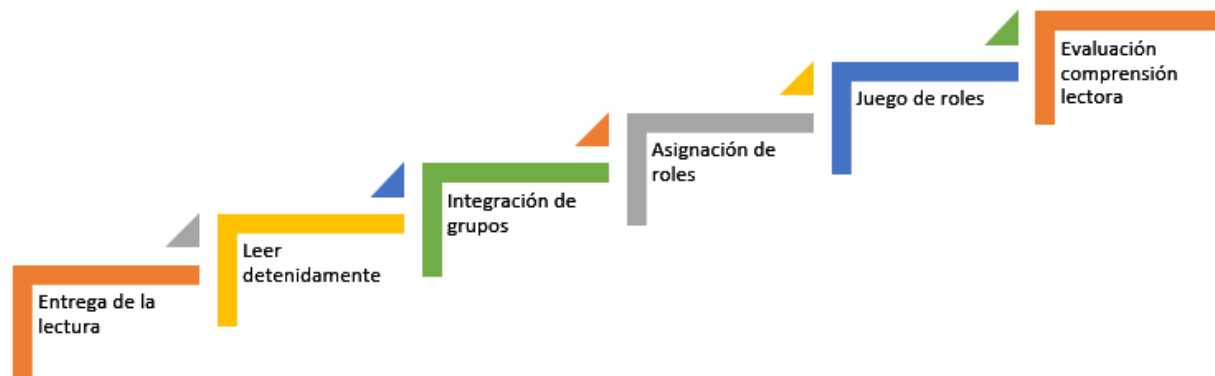 Entrega de la
lectura
Leer
detenidamente
Integración de
grupos
Asignación de
roles
Juego de roles
Evaluación
comprensión
lectora